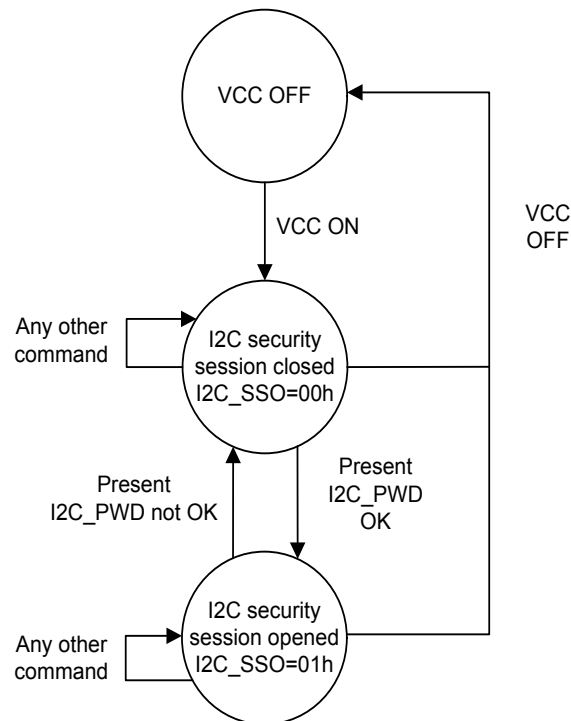 VCC OFF
VCC
OFF
VCC ON
Any other
command
I2C security
session closed
I2C_SSO=00h
Present
I2C_PWD not OK
Present
I2C_PWD
OK
Any other
command
I2C security
session opened
I2C_SSO=01h